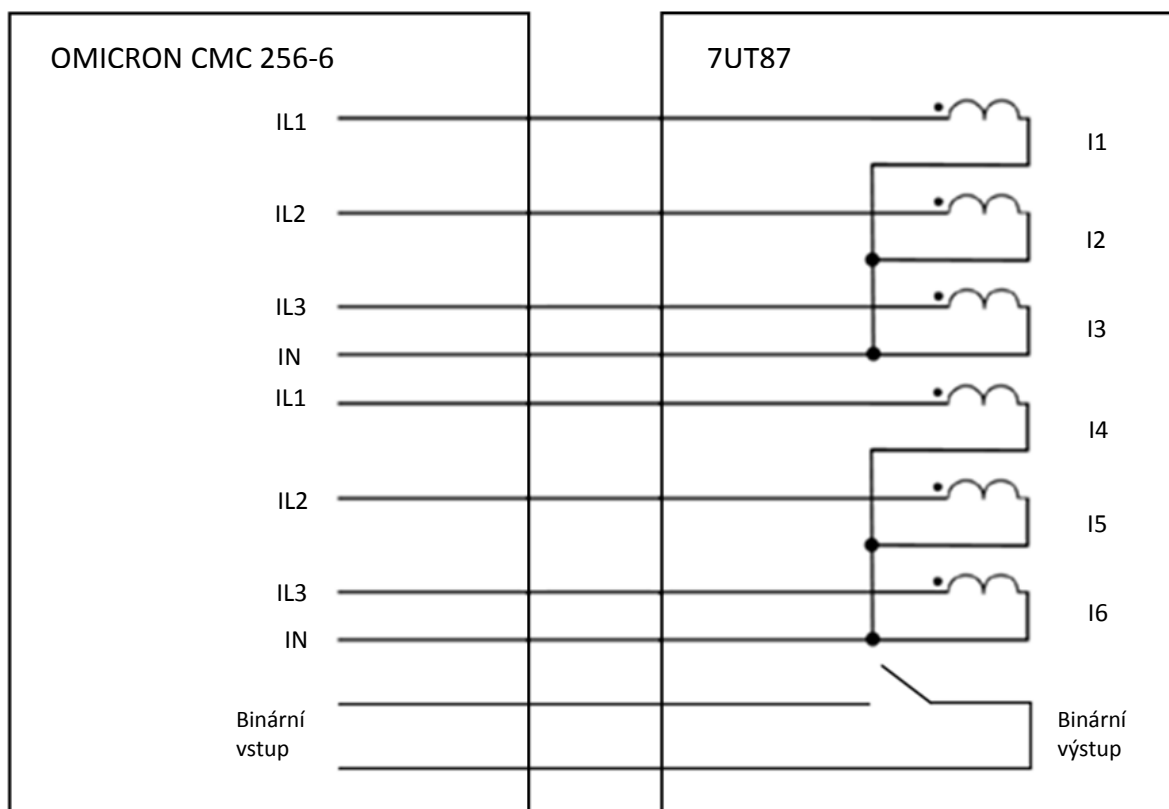 OMICRON CMC 256-6
7UT87
IL1
I1
IL2
I2
IL3
I3
IN
IL1
I4
IL2
I5
IL3
I6
IN
Binární
vstup
Binární
výstup